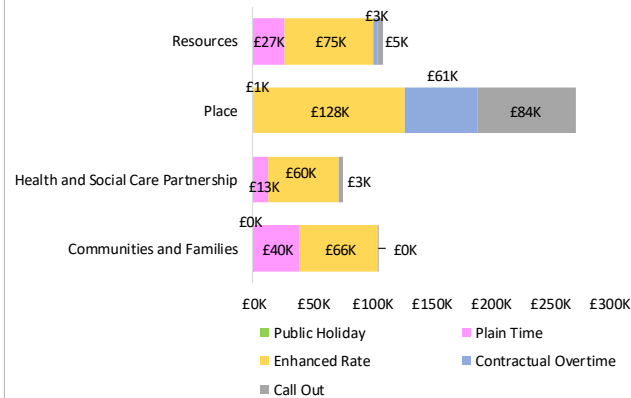 £3K
Resources £27K £75K £5K
£61K
£1K
Place £128K £84K
£60K
Health and Social Care Partnership £13K £3K
£0K
Communities and Families £40K £66K £0K
£0K £50K £100K £150K £200K £250K £300K
Public Holiday Plain Time
Enhanced Rate Contractual Overtime
Call Out